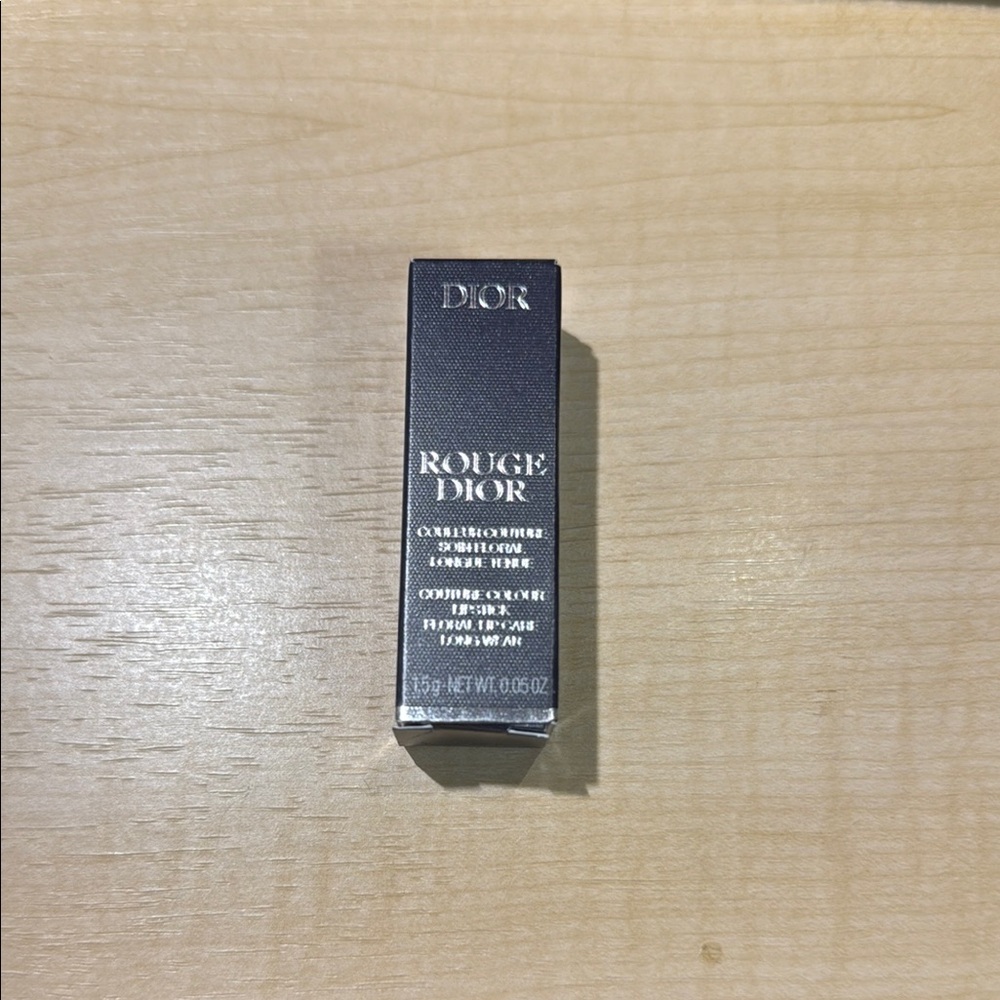 DIOR
ROUGE
DIOR
COULEUR COUTURE
SOIN FLORAL
LONGUE TENUE
COUTURE COLOUR
LIPSTICK
FLORAL LIP CARE
LONG WEAR
1.5 g - NET WT. 0.05 OZ